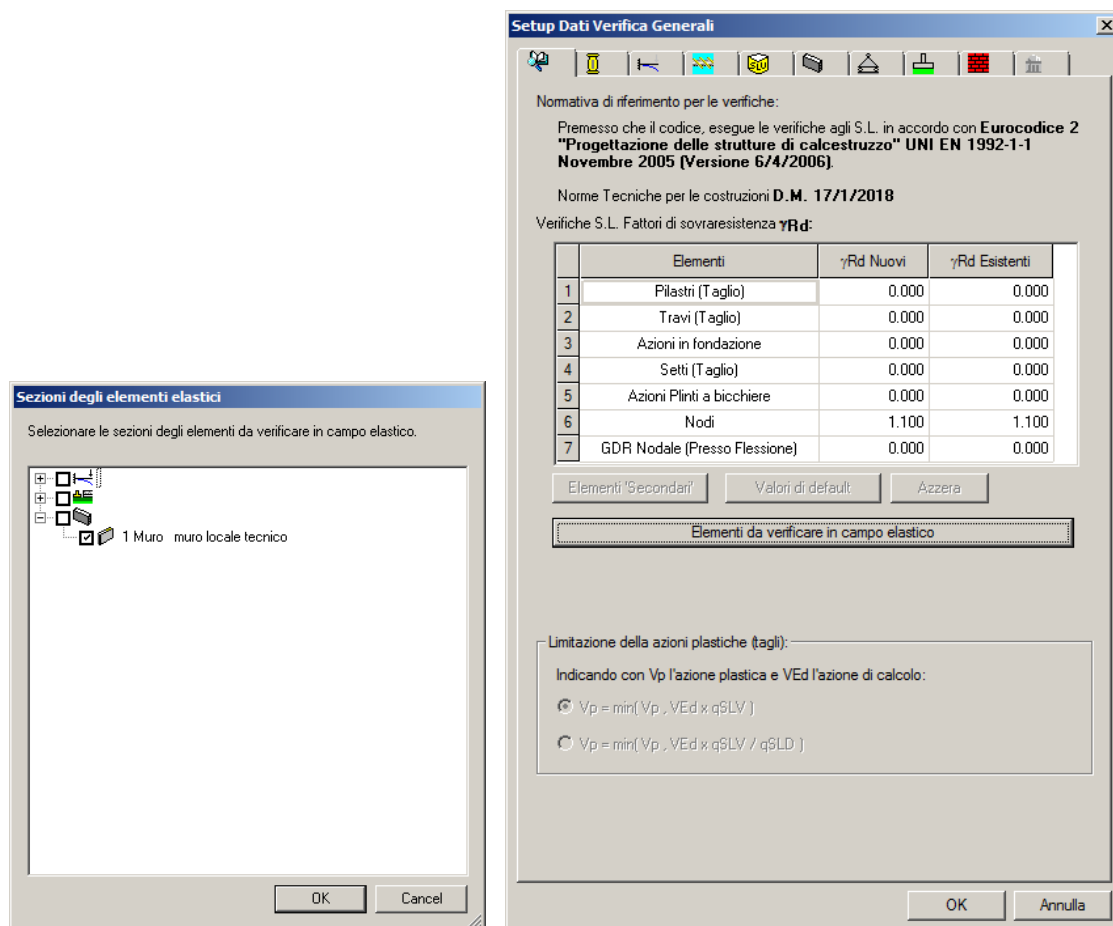 Sezioni degli elementi elastici
Selezionare le sezioni degli elementi da verificare in campo elastico.
1 Muro muro locale tecnico
OK Cancel
Setup Dati Verifica Generali
SLU
Normativa di riferimento per le verifiche:
Premesso che il codice, esegue le verifiche agli S.L. in accordo con Eurocodice 2
"Progettazione delle strutture di calcestruzzo" UNI EN 1992-1-1
Novembre 2005 (Versione 6/4/2006).
Norme Tecniche per le costruzioni D.M. 17/1/2018
Verifiche S.L. Fattori di sovraresistenza γRd:
Elementi γRd Nuovi γRd Esistenti
1 Pilastri (Taglio) 0.000 0.000
2 Travi (Taglio) 0.000 0.000
3 Azioni in fondazione 0.000 0.000
4 Setti (Taglio) 0.000 0.000
5 Azioni Plinti a bicchiere 0.000 0.000
6 Nodi 1.100 1.100
7 GDR Nodale (Presso Flessione) 0.000 0.000
Elementi 'Secondari' Valori di default Azzera
Elementi da verificare in campo elastico
Limitazione della azioni plastiche (tagli):
Indicando con Vp l'azione plastica e VEd l'azione di calcolo:
Vp = min( Vp , VEd x qSLV )
Vp = min( Vp , VEd x qSLV / qSLD )
OK Annulla